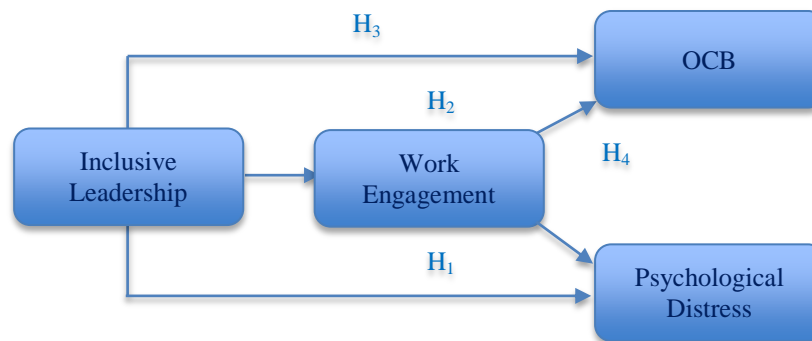 H₃
OCB
H₂
Inclusive
Leadership
Work
Engagement
H₄
H₁
Psychological
Distress